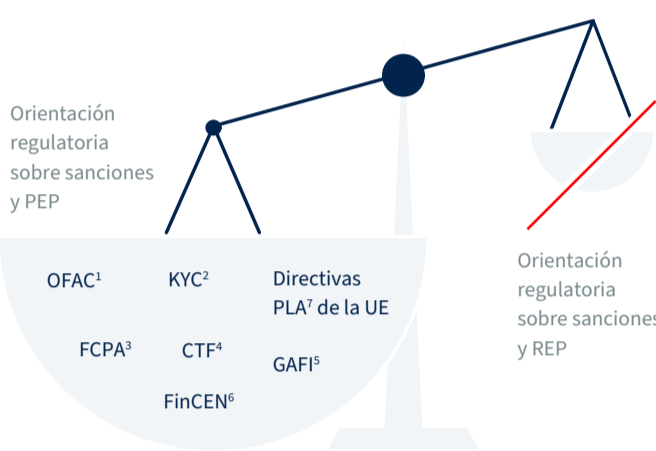 Orientación
regulatoria
sobre sanciones
y PEP
OFAC¹
KYC²
Directivas
PLA⁷ de la UE
FCPA³
CTF⁴
GAFI⁵
FinCEN⁶
Orientación
regulatoria
sobre sanciones
y REP